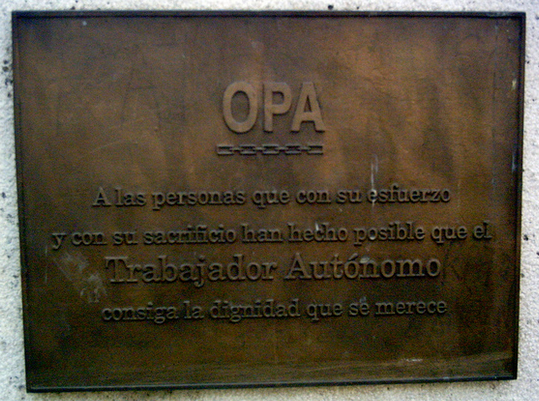 OPA
A las personas que con su esfuerzo
y con su sacrificio han hecho posible que el
Trabajador Autónomo
consiga la dignidad que se merece